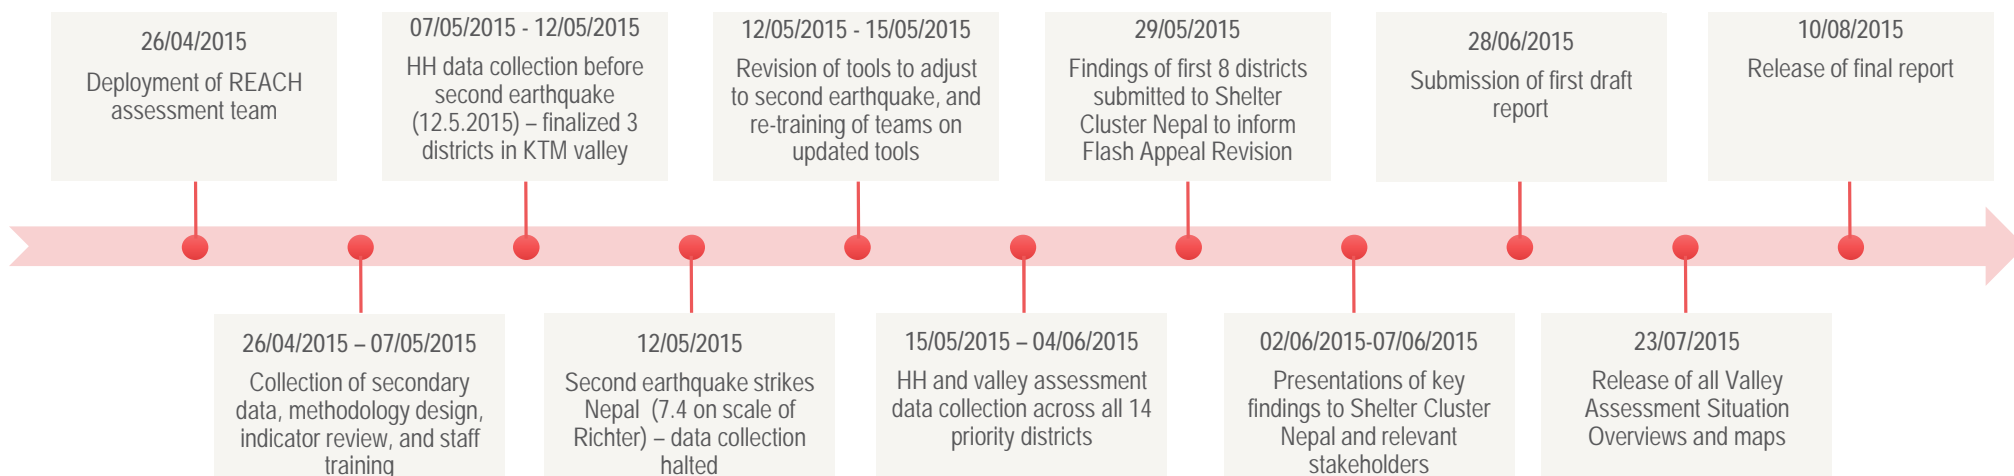 26/04/2015
Deployment of REACH
assessment team
07/05/2015 - 12/05/2015
HH data collection before
second earthquake
(12.5.2015) – finalized 3
districts in KTM valley
12/05/2015 - 15/05/2015
Revision of tools to adjust
to second earthquake, and
re-training of teams on
updated tools
29/05/2015
Findings of first 8 districts
submitted to Shelter
Cluster Nepal to inform
Flash Appeal Revision
28/06/2015
Submission of first draft
report
10/08/2015
Release of final report
26/04/2015 – 07/05/2015
Collection of secondary
data, methodology design,
indicator review, and staff
training
12/05/2015
Second earthquake strikes
Nepal (7.4 on scale of
Richter) – data collection
halted
15/05/2015 – 04/06/2015
HH and valley assessment
data collection across all 14
priority districts
02/06/2015-07/06/2015
Presentations of key
findings to Shelter Cluster
Nepal and relevant
stakeholders
23/07/2015
Release of all Valley
Assessment Situation
Overviews and maps